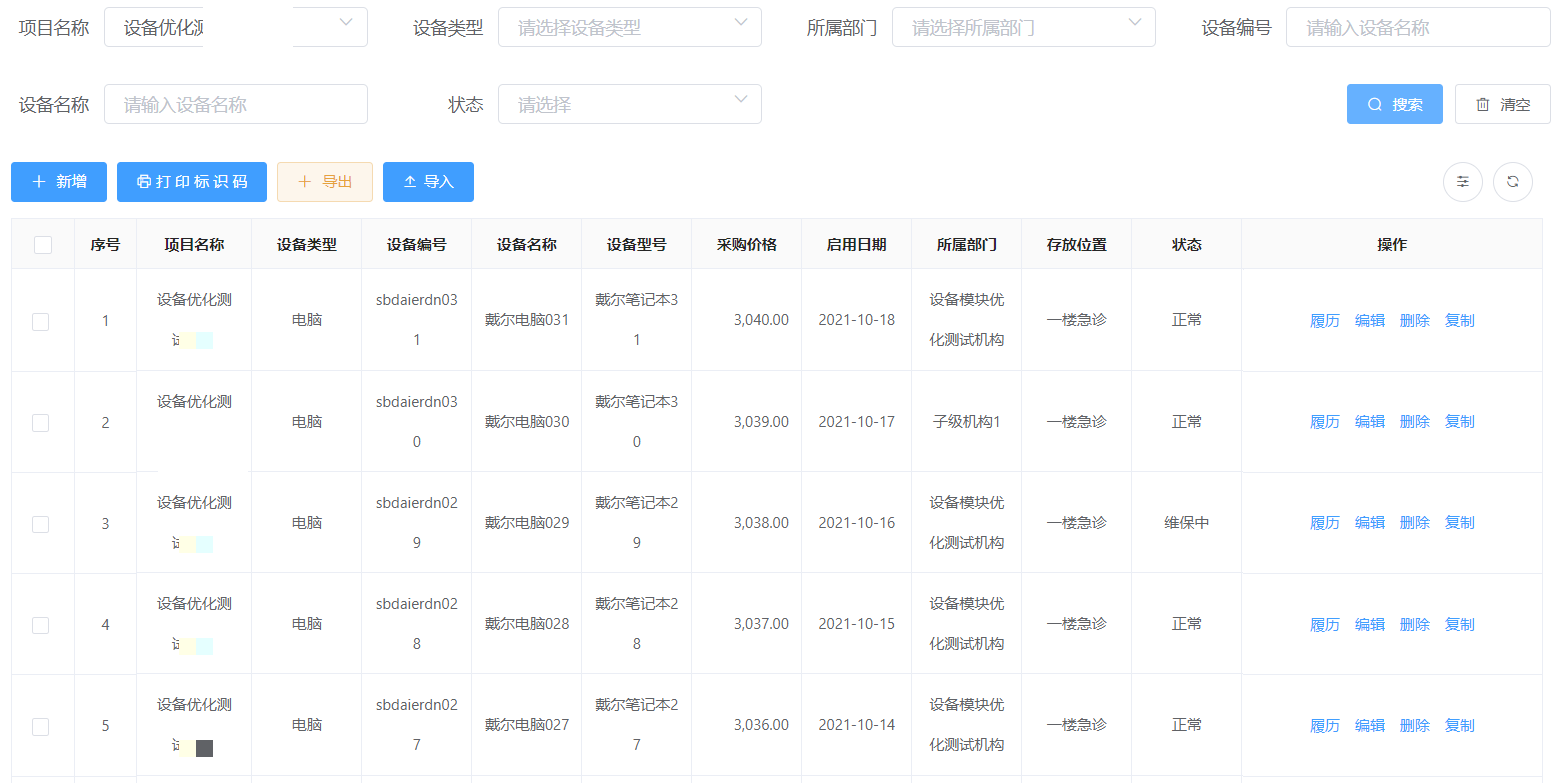 项目名称 设备优化测 设备类型 请选择设备类型 所属部门 请选择所属部门 设备编号 请输入设备名称
设备名称 请输入设备名称 状态 请选择 搜索 清空
新增 打印标识码 导出 导入
序号 项目名称 设备类型 设备编号 设备名称 设备型号 采购价格 启用日期 所属部门 存放位置 状态 操作
设备优化测 sbdaierdn03 戴尔笔记本3 设备模块优
1 电脑 戴尔电脑031 3,040.00 2021-10-18 一楼急诊 正常 履历 编辑 删除 复制
1 1 化测试机构
设备优化测 sbdaierdn03 戴尔笔记本3
2 电脑 戴尔电脑030 3,039.00 2021-10-17 子级机构1 一楼急诊 正常 履历 编辑 删除 复制
0 0
设备优化测 sbdaierdn02 戴尔笔记本2 设备模块优
3 电脑 戴尔电脑029 3,038.00 2021-10-16 一楼急诊 维保中 履历 编辑 删除 复制
9 9 化测试机构
设备优化测 sbdaierdn02 戴尔笔记本2 设备模块优
4 电脑 戴尔电脑028 3,037.00 2021-10-15 一楼急诊 正常 履历 编辑 删除 复制
8 8 化测试机构
设备优化测 sbdaierdn02 戴尔笔记本2 设备模块优
5 电脑 戴尔电脑027 3,036.00 2021-10-14 一楼急诊 正常 履历 编辑 删除 复制
7 7 化测试机构